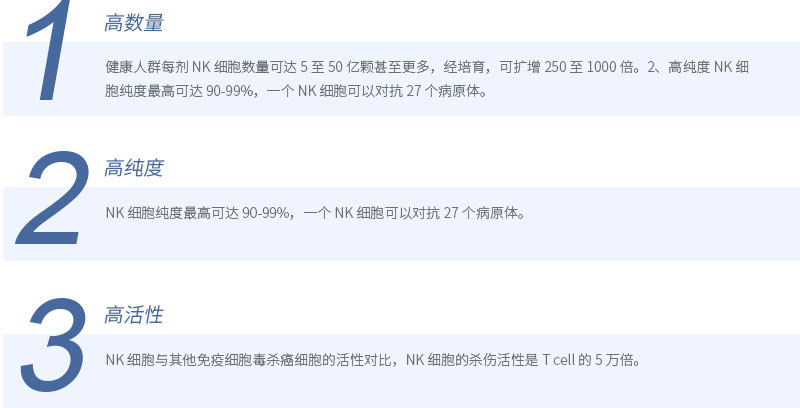 1
高数量
健康人群每剂 NK 细胞数量可达 5 至 50 亿颗甚至更多，经培育，可扩增 250 至 1000 倍。2、高纯度 NK 细
胞纯度最高可达 90-99%，一个 NK 细胞可以对抗 27 个病原体。
2
高纯度
NK 细胞纯度最高可达 90-99%，一个 NK 细胞可以对抗 27 个病原体。
3
高活性
NK 细胞与其他免疫细胞毒杀癌细胞的活性对比，NK 细胞的杀伤活性是 T cell 的 5 万倍。